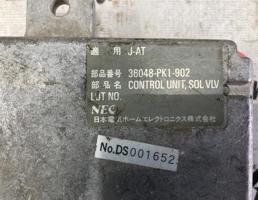 適 用 J-AT
部品番号 36048-PK1-902
部 品 名 CONTROL UNIT, SOL VLV
LOT NO.
NEC
日本電気ホームエレクトロニクス株式会社
No.DS001652